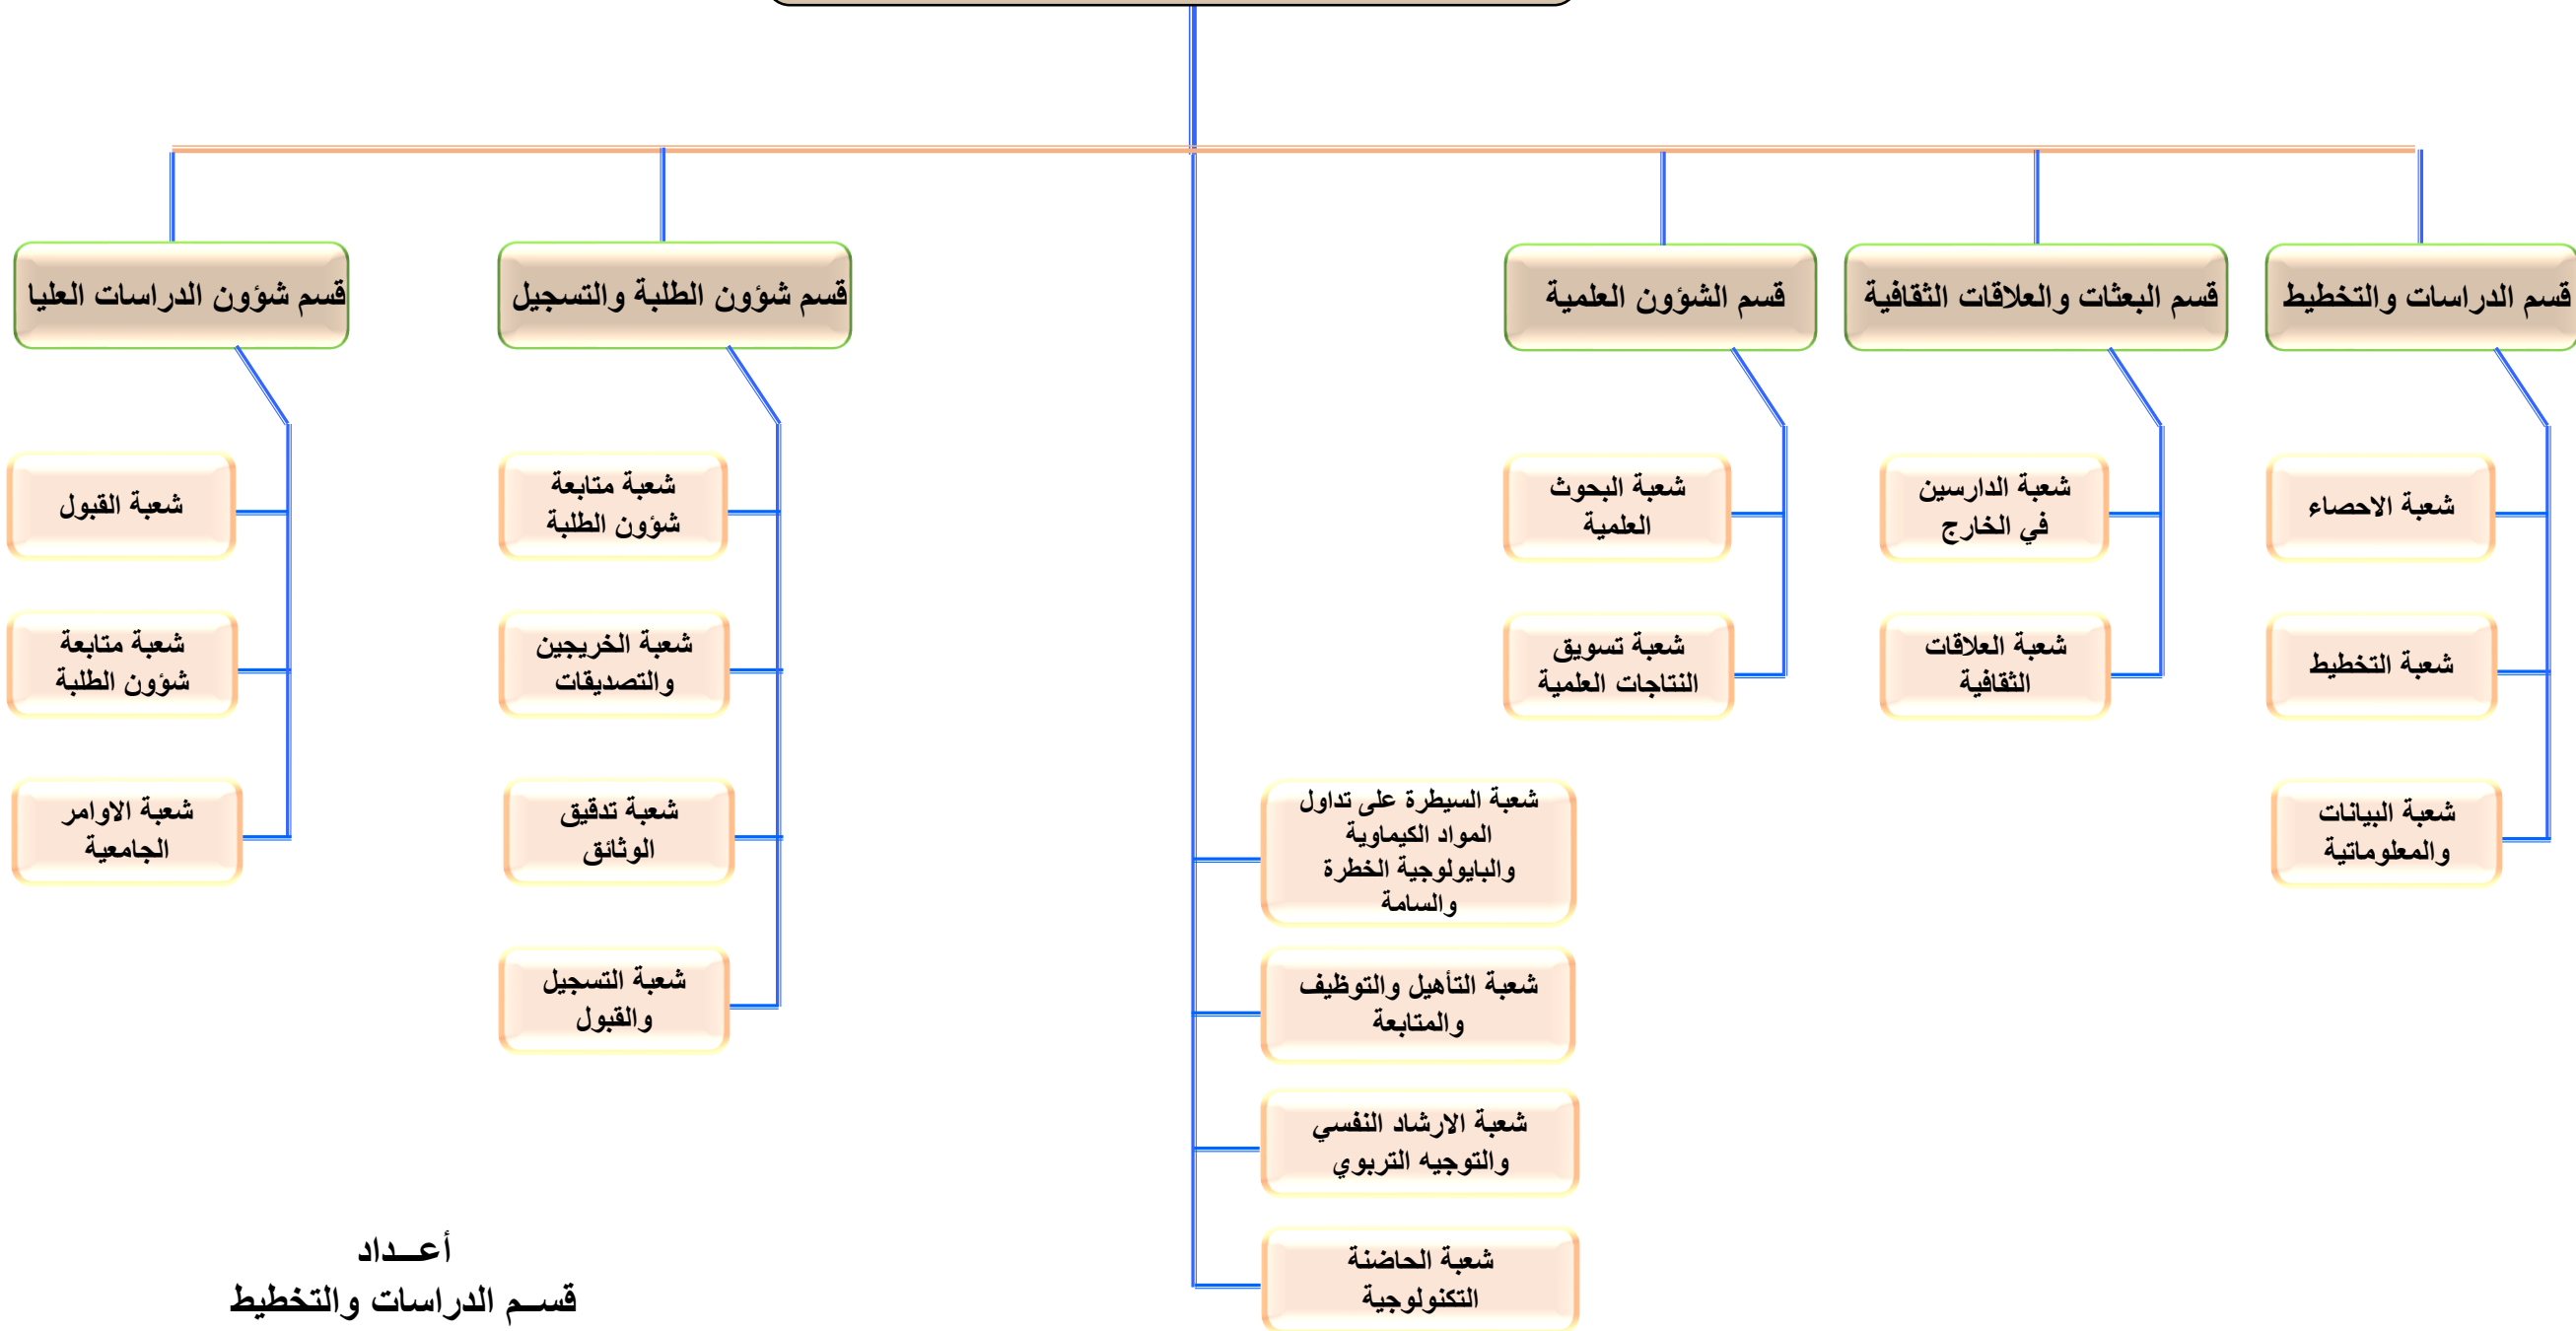 قسم الدراسات والتخطيط
قسم البعثات والعلاقات الثقافية
قسم الشؤون العلمية
قسم شؤون الطلبة والتسجيل
قسم شؤون الدراسات العليا
شعبة الاحصاء
شعبة التخطيط
شعبة البيانات
والمعلوماتية
شعبة الدارسين
في الخارج
شعبة العلاقات
الثقافية
شعبة البحوث
العلمية
شعبة تسويق
النتاجات العلمية
شعبة السيطرة على تداول
المواد الكيماوية
والبايولوجية الخطرة
والسامة
شعبة التأهيل والتوظيف
والمتابعة
شعبة الارشاد النفسي
والتوجيه التربوي
شعبة الحاضنة
التكنولوجية
شعبة متابعة
شؤون الطلبة
شعبة الخريجين
والتصديقات
شعبة تدقيق
الوثائق
شعبة التسجيل
والقبول
شعبة القبول
شعبة متابعة
شؤون الطلبة
شعبة الاوامر
الجامعية
أعـــداد
قســم الدراسات والتخطيط